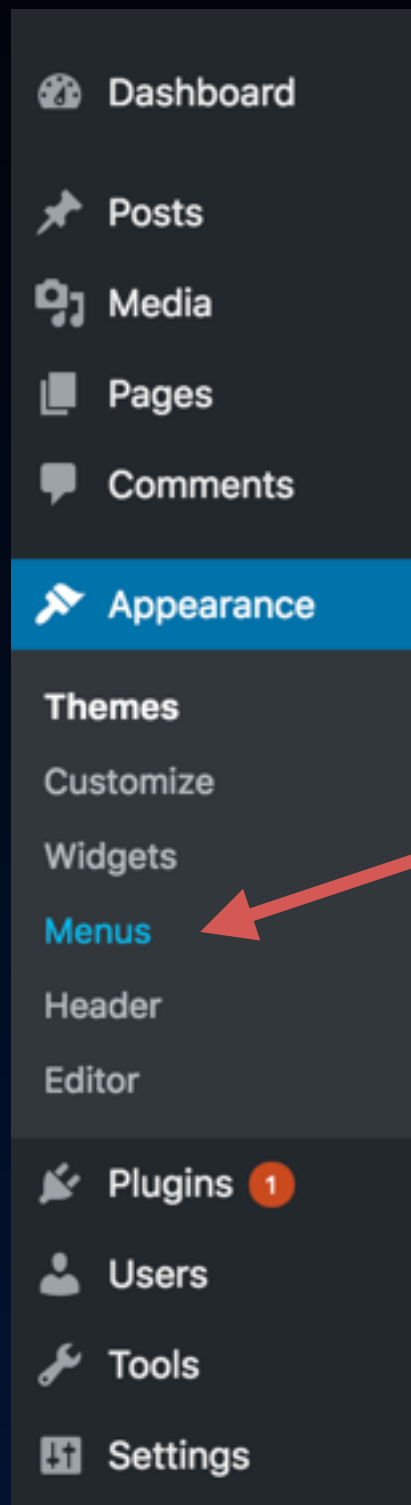 Dashboard
Posts
Media
Pages
Comments
Appearance
Themes
Customize
Widgets
Menus
Header
Editor
Plugins 1
Users
Tools
Settings